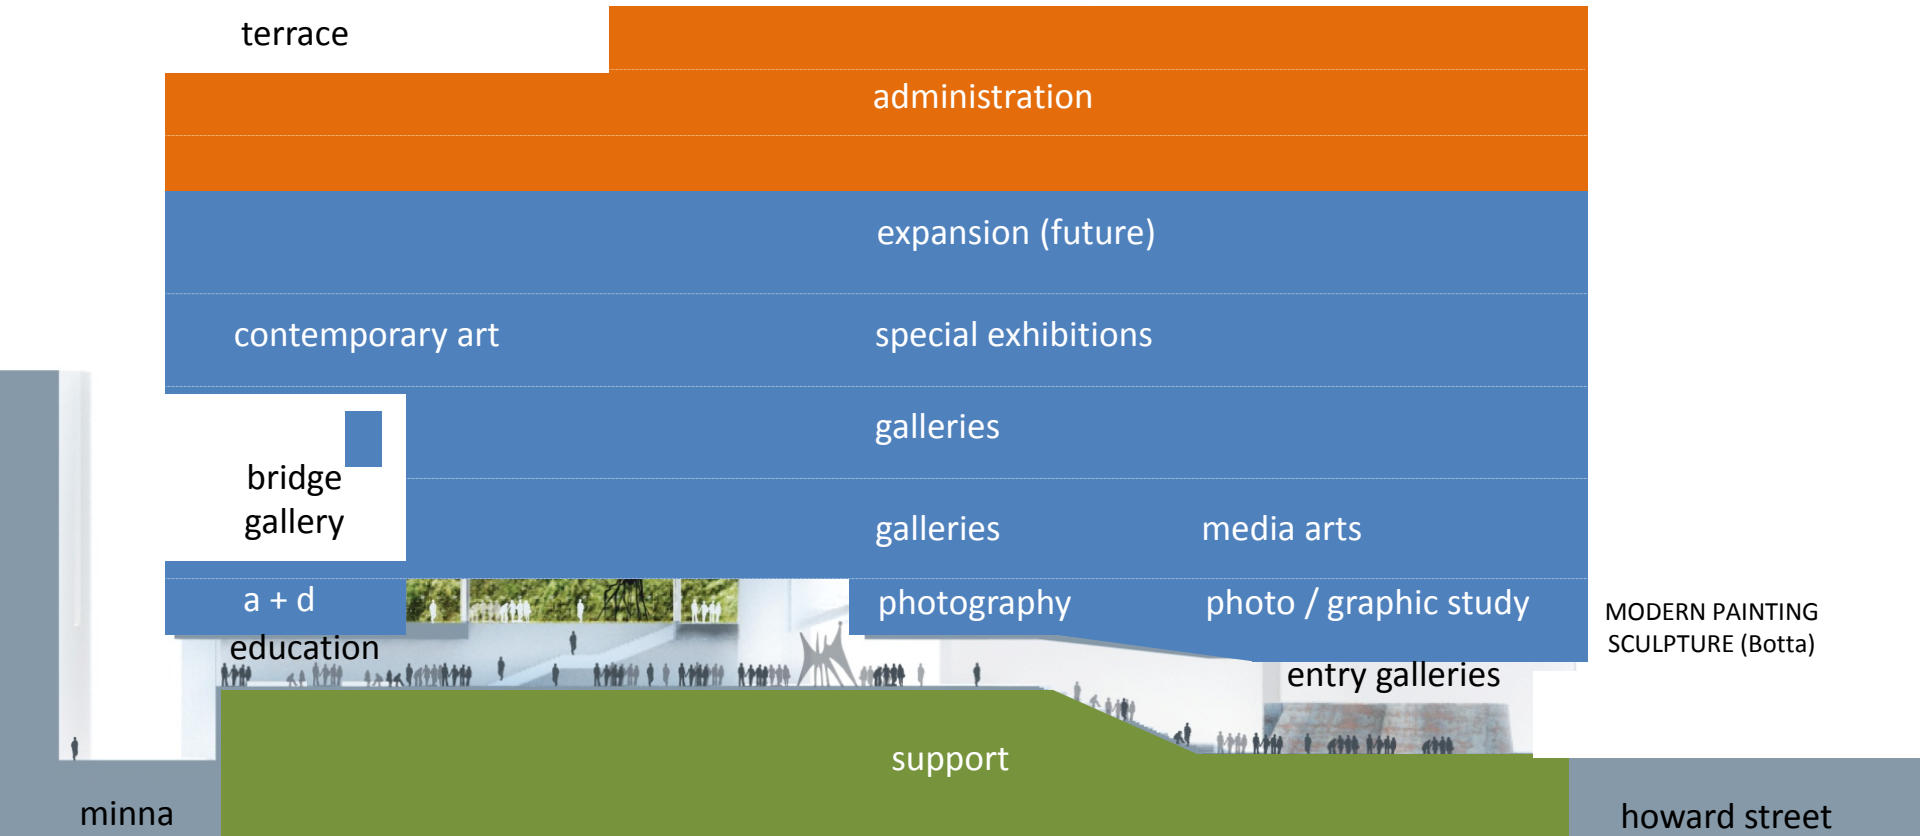 terrace
administration
expansion (future)
contemporary art
special exhibitions
galleries
bridge
gallery
galleries
media arts
a + d
photography
photo / graphic study
MODERN PAINTING
SCULPTURE (Botta)
education
entry galleries
support
minna
howard street